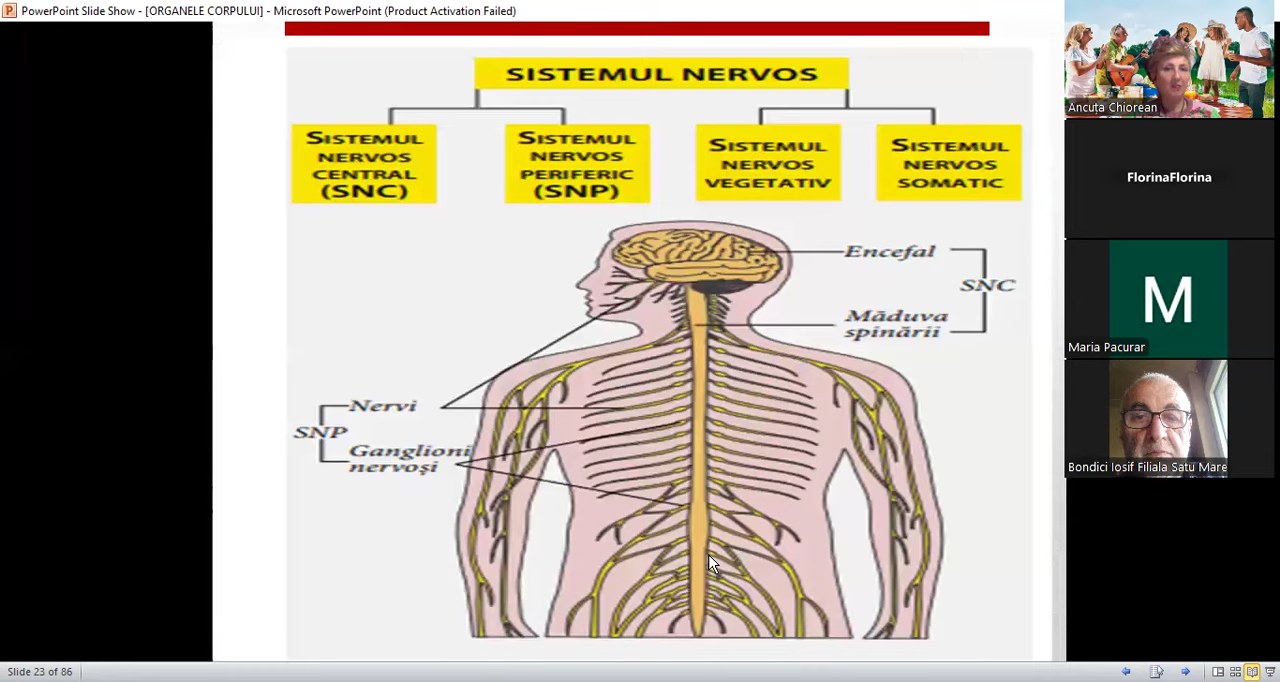 PowerPoint Slide Show - [ORGANELE CORPULUI] - Microsoft PowerPoint (Product Activation Failed)
SISTEMUL NERVOS
SISTEMUL
NERVOS
CENTRAL
(SNC)
SISTEMUL
NERVOS
PERIFERIC
(SNP)
SISTEMUL
NERVOS
VEGETATIV
SISTEMUL
NERVOS
SOMATIC
Encefal
SNC
Măduva
spinării
Nervi
SNP
Ganglioni
nervoşi
Ancuța Chiorean
FlorinaFlorina
M
Maria Pacurar
Bondici Iosif Filiala Satu Mare
Slide 23 of 86